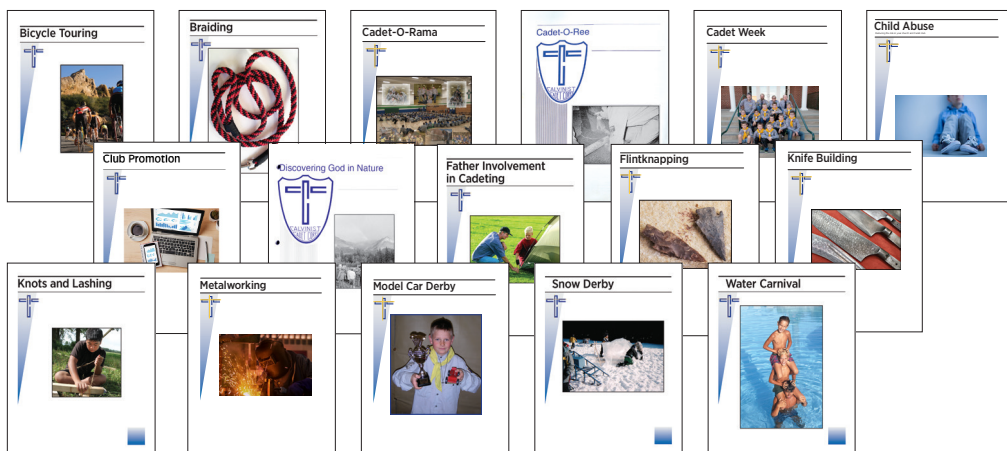 Bicycle Touring
Braiding
Cadet-O-Rama
Cadet-O-Ree
CALVINIST
CADET CORPS
Cadet Week
Child Abuse
Club Promotion
Discovering God in Nature
CALVINIST
CADET CORPS
Father Involvement
in Cadeting
Flintknapping
Knife Building
Knots and Lashing
Metalworking
Model Car Derby
Snow Derby
Water Carnival